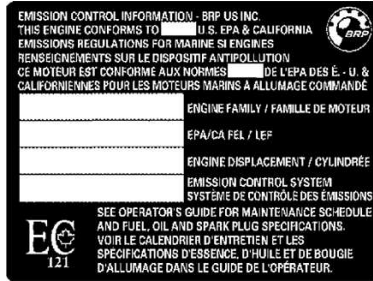 EMISSION CONTROL INFORMATION - BRP US INC.
THIS ENGINE CONFORMS TO U.S. EPA & CALIFORNIA
EMISSIONS REGULATIONS FOR MARINE SI ENGINES
RENSEIGNEMENTS SUR LE DISPOSITIF ANTIPOLLUTION
CE MOTEUR EST CONFORME AUX NORMES DE L'EPA DES É. - U. &
CALIFORNIENNES POUR LES MOTEURS MARINS À ALLUMAGE COMMANDÉ
BRP
ENGINE FAMILY / FAMILLE DE MOTEUR
EPA/CA FEL / LEF
ENGINE DISPLACEMENT / CYLINDRÉE
EMISSION CONTROL SYSTEM
SYSTÈME DE CONTRÔLE DES ÉMISSIONS
EC
121
SEE OPERATOR'S GUIDE FOR MAINTENANCE SCHEDULE
AND FUEL, OIL AND SPARK PLUG SPECIFICATIONS.
VOIR LE CALENDRIER D'ENTRETIEN ET LES
SPÉCIFICATIONS D'ESSENCE, D'HUILE ET DE BOUGIE
D'ALLUMAGE DANS LE GUIDE DE L'OPÉRATEUR.